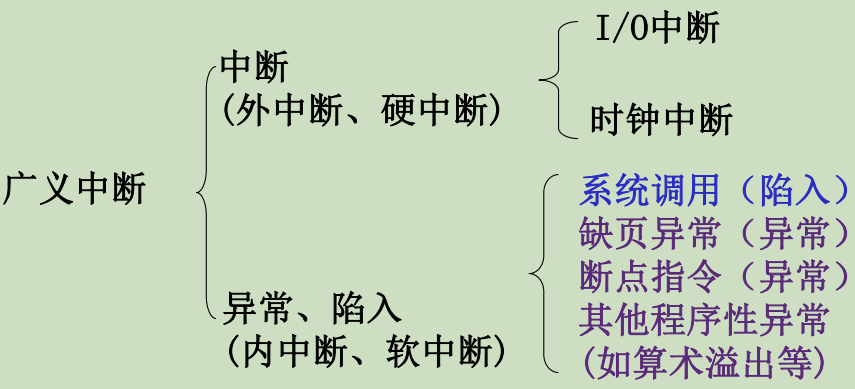 广义中断
中断
(外中断、硬中断)
I/O中断
时钟中断
异常、陷入
(内中断、软中断)
系统调用（陷入）
缺页异常（异常）
断点指令（异常）
其他程序性异常
(如算术溢出等)